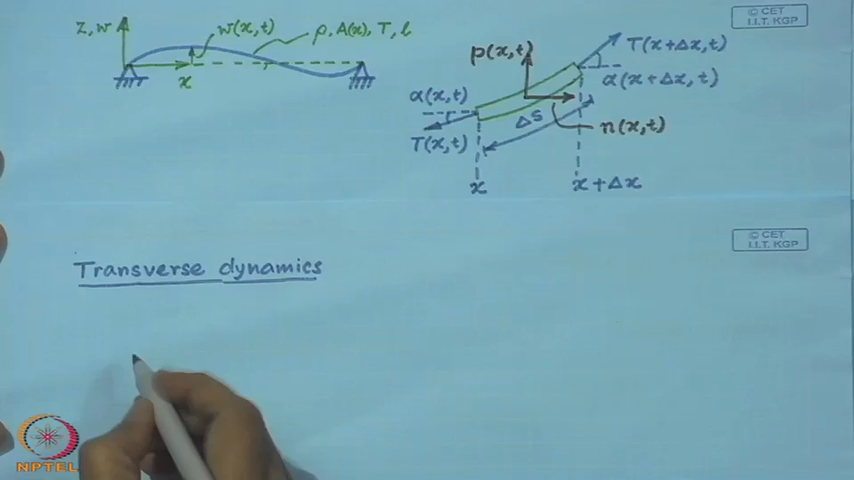 z, w
w(x,t)
ρ, A(x), T, l
x
© CET
I.I.T. KGP
p(x,t)
T(x+Δx,t)
α(x+Δx,t)
α(x,t)
T(x,t)
Δs
n(x,t)
x
x+Δx
© CET
I.I.T. KGP
Transverse dynamics
NPTEL